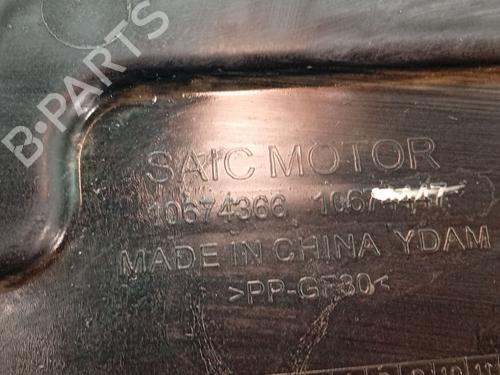 B-PARTS
SAIC MOTOR
10674366
MADE IN CHINA YDAM
>PP-GF30<